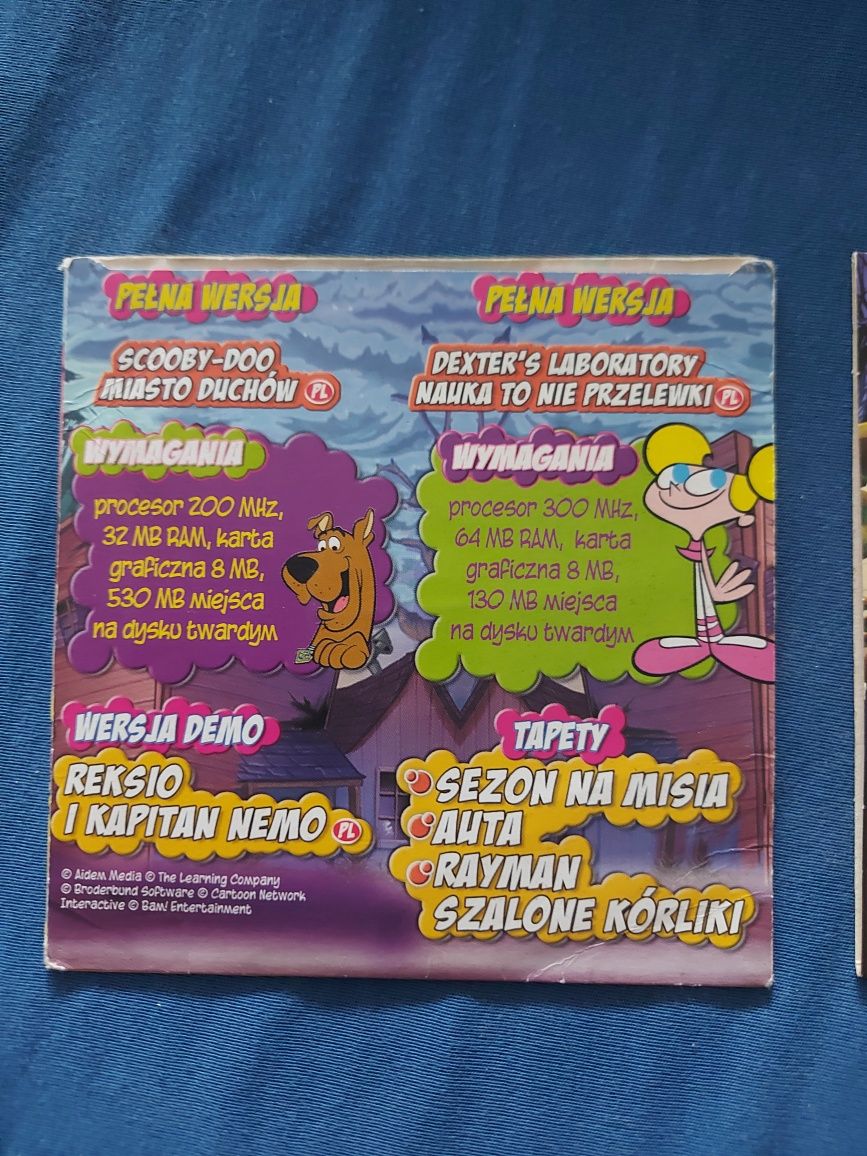 PEŁNA WERSJA
SCOOBY-DOO
MIASTO DUCHÓW PL
WYMAGANIA
procesor 200 MHz,
32 MB RAM, karta
graficzna 8 MB,
530 MB miejsca
na dysku twardym
PEŁNA WERSJA
DEXTER'S LABORATORY
NAUKA TO NIE PRZELEWKI PL
WYMAGANIA
procesor 300 MHz,
64 MB RAM, karta
graficzna 8 MB,
130 MB miejsca
na dysku twardym
WERSJA DEMO
REKSIO
I KAPITAN NEMO PL
© Aidem Media © The Learning Company
© Broderbund Software © Cartoon Network
Interactive © Bam! Entertainment
TAPETY
SEZON NA MISIA
AUTA
RAYMAN
SZALONE KÓRLIKI